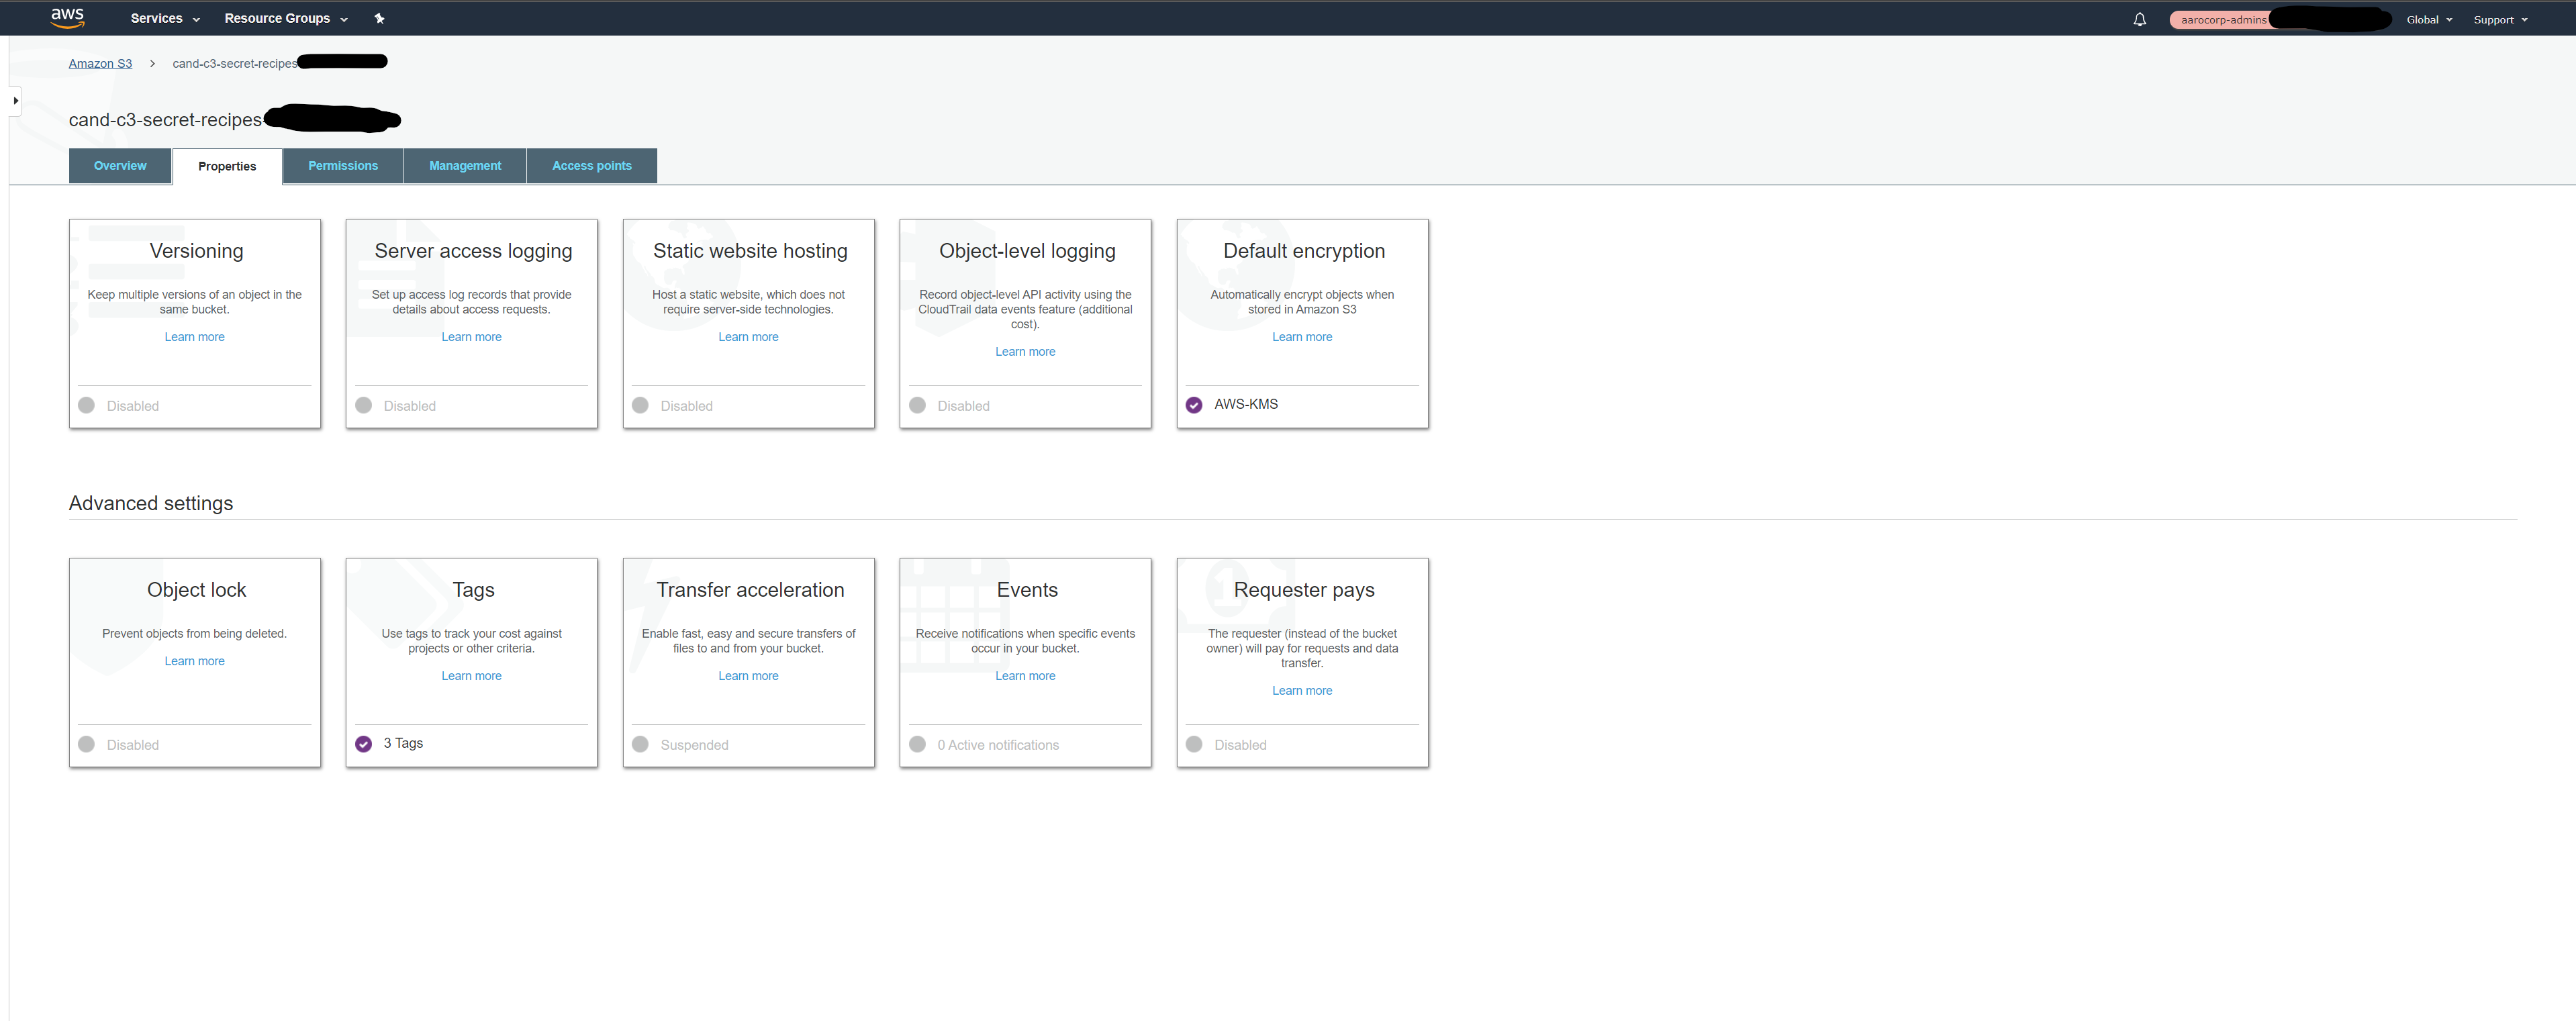 aws Services Resource Groups aarocorp-admins Global Support
Amazon S3 > cand-c3-secret-recipes
cand-c3-secret-recipes-
Overview Properties Permissions Management Access points
Versioning
Keep multiple versions of an object in the
same bucket.
Learn more
Disabled
Server access logging
Set up access log records that provide
details about access requests.
Learn more
Disabled
Static website hosting
Host a static website, which does not
require server-side technologies.
Learn more
Disabled
Object-level logging
Record object-level API activity using the
CloudTrail data events feature (additional
cost).
Learn more
Disabled
Default encryption
Automatically encrypt objects when
stored in Amazon S3
Learn more
AWS-KMS
Advanced settings
Object lock
Prevent objects from being deleted.
Learn more
Disabled
Tags
Use tags to track your cost against
projects or other criteria.
Learn more
3 Tags
Transfer acceleration
Enable fast, easy and secure transfers of
files to and from your bucket.
Learn more
Suspended
Events
Receive notifications when specific events
occur in your bucket.
Learn more
0 Active notifications
Requester pays
The requester (instead of the bucket
owner) will pay for requests and data
transfer.
Learn more
Disabled